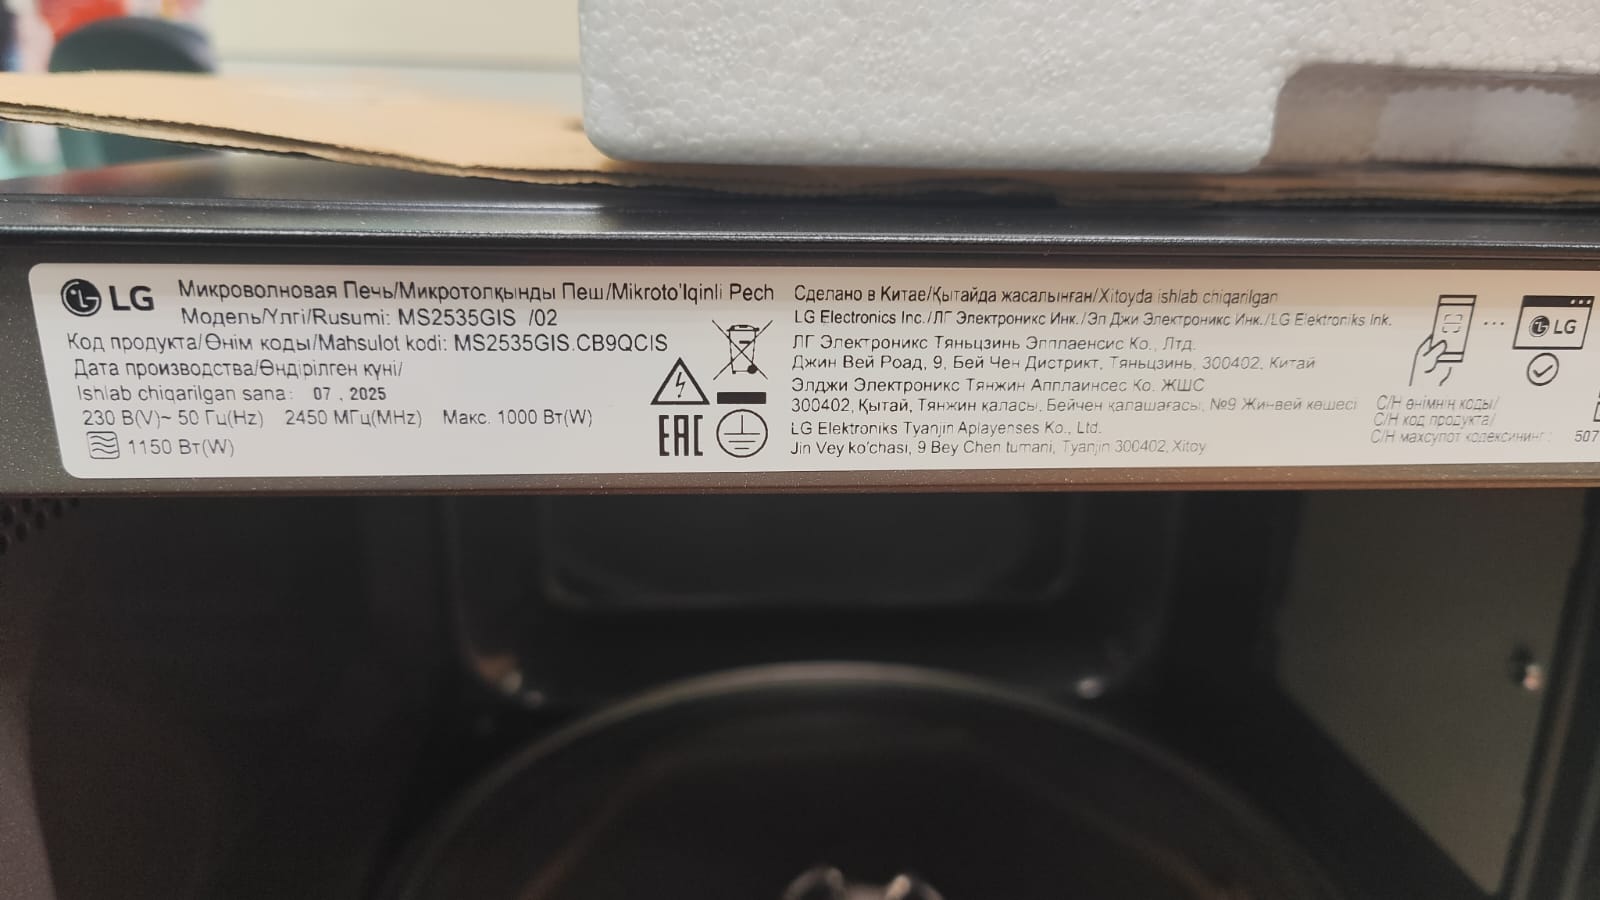 LG
Микроволновая Печь/Микротолқынды Пеш/Mikroto'lqinli Pech
Модель/Үлгі/Rusumi: MS2535GIS /02
Код продукта/Өнім коды/Mahsulot kodi: MS2535GIS.CB9QCIS
Дата производства/Өндірілген күні/
Ishlab chiqarilgan sana: 07 . 2025
230 В(V)~ 50 Гц(Hz) 2450 МГц(MHz) Макс. 1000 Вт(W)
1150 Вт(W)
EAC
Сделано в Китае/Қытайда жасалынған/Xitoyda ishlab chiqarilgan
LG Electronics Inc./ЛГ Электроникс Инк./Эл Джи Электроникс Инк./LG Elektroniks Ink.
ЛГ Электроникс Тяньцзинь Эпплаенсис Ко., Лтд.
Джин Вей Роад, 9, Бей Чен Дистрикт, Тяньцзинь, 300402, Китай
Элджи Электроникс Тянжин Апплаинсес Ко. ЖШС
300402, Қытай, Тянжин қаласы, Бейчен қалашағасы, №9 Жинвей көшесі
LG Elektroniks Tyanjin Aplayenses Ko., Ltd.
Jin Vey ko'chasi, 9 Bey Chen tumani, Tyanjin 300402, Xitoy
LG
С/Н өнімнің коды/
С/Н код продукта/
С/Н махсулот кодексининг: 507